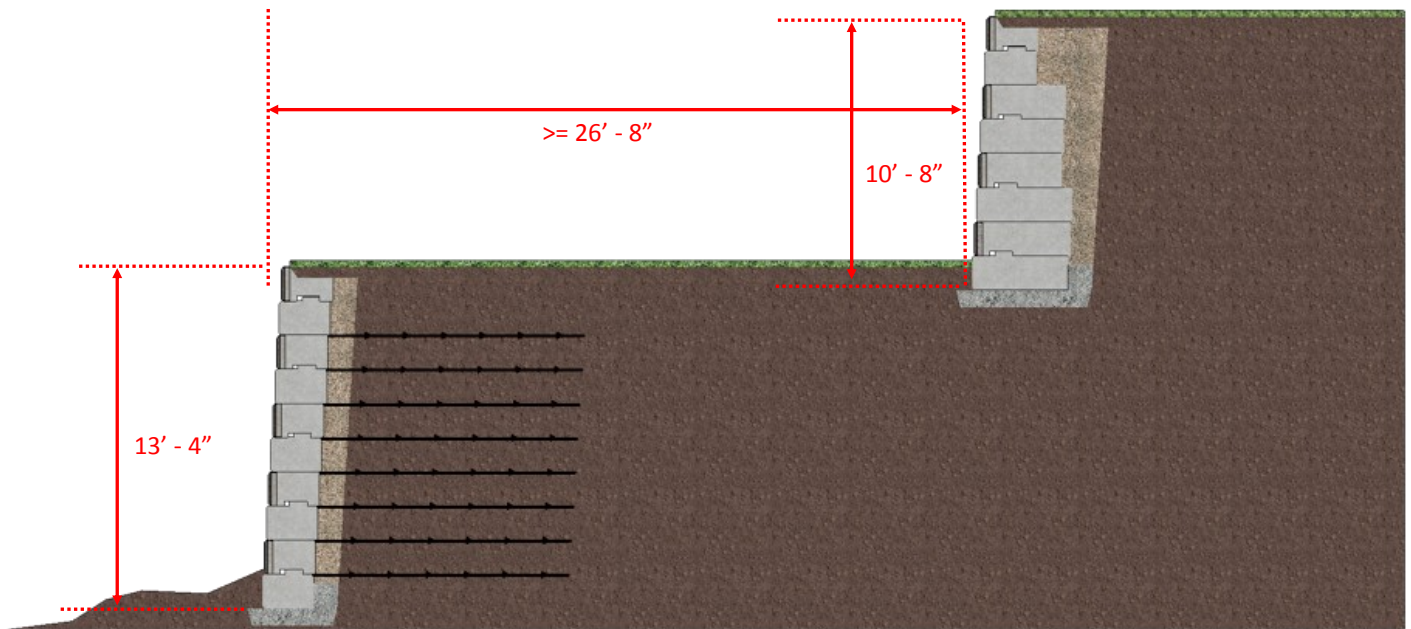 >= 26’ - 8”
10’ - 8”
13’ - 4”